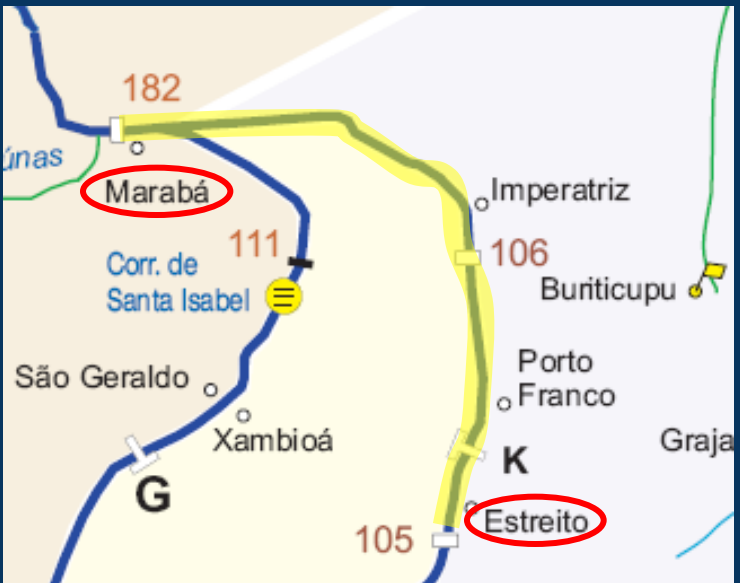 182
únas
Marabá
Imperatriz
111
106
Corr. de
Santa Isabel
Buriticupu
Porto
Franco
São Geraldo
Xambioá
Graja
K
G
Estreito
105